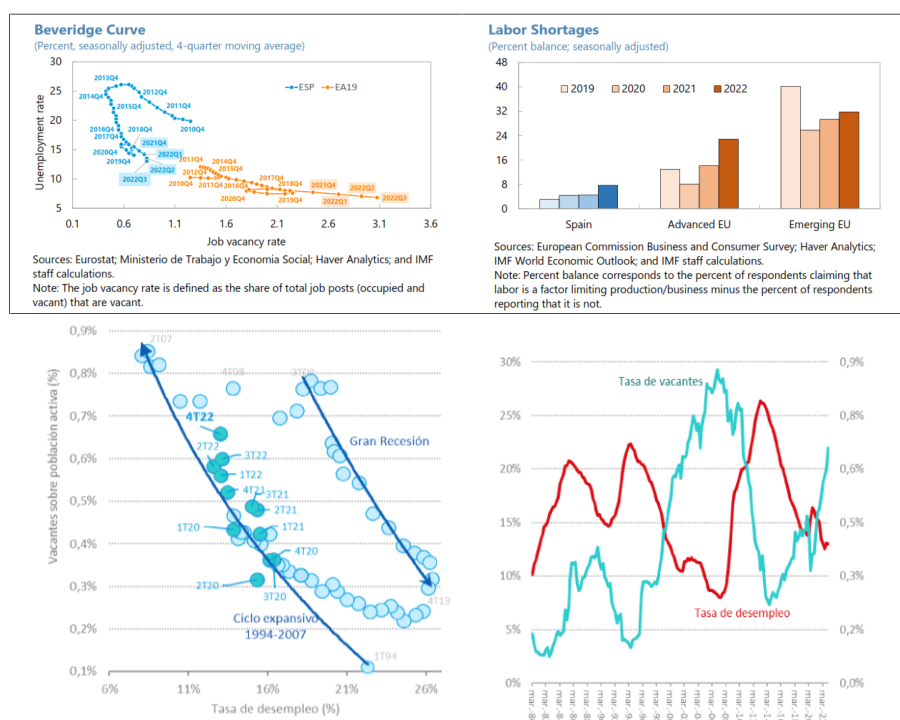 Beveridge Curve
(Percent, seasonally adjusted, 4-quarter moving average)
30
25
20
15
10
5
Unemployment rate
ESP
EA19
2013Q4
2014Q4
2012Q4
2015Q4
2011Q4
2010Q4
2016Q4
2017Q4
2018Q4
2021Q4
2020Q4
2022Q1
2019Q4
2022Q2
2022Q3
2013Q4
2014Q4
2012Q4
2015Q4
2010Q4
2011Q4
2016Q4
2017Q4
2018Q4
2021Q4
2022Q2
2020Q4
2019Q4
2022Q1
2022Q3
0.1
0.6
1.1
1.6
2.1
2.6
3.1
3.6
Job vacancy rate
Sources: Eurostat; Ministerio de Trabajo y Economia Social; Haver Analytics; and IMF
staff calculations.
Note: The job vacancy rate is defined as the share of total job posts (occupied and
vacant) that are vacant.
Labor Shortages
(Percent balance; seasonally adjusted)
48
40
32
24
16
8
0
2019
2020
2021
2022
Spain
Advanced EU
Emerging EU
Sources: European Commission Business and Consumer Survey; Haver Analytics;
IMF World Economic Outlook; and IMF staff calculations.
Note: Percent balance corresponds to the percent of respondents claiming that
labor is a factor limiting production/business minus the percent of respondents
reporting that it is not.
0,9%
0,8%
0,7%
0,6%
0,5%
0,4%
0,3%
0,2%
0,1%
Vacantes sobre población activa (%)
2T07
4T08
4T22
2T22
3T22
1T22
4T21
3T21
2T21
1T20
1T21
4T20
2T20
3T20
Gran Recesión
4T13
Ciclo expansivo
1994-2007
1T94
6%
11%
16%
21%
26%
Tasa de desempleo (%)
30%
25%
20%
15%
10%
5%
0%
Tasa de vacantes
Tasa de desempleo
0,9%
0,8%
0,6%
0,5%
0,3%
0,2%
0,0%